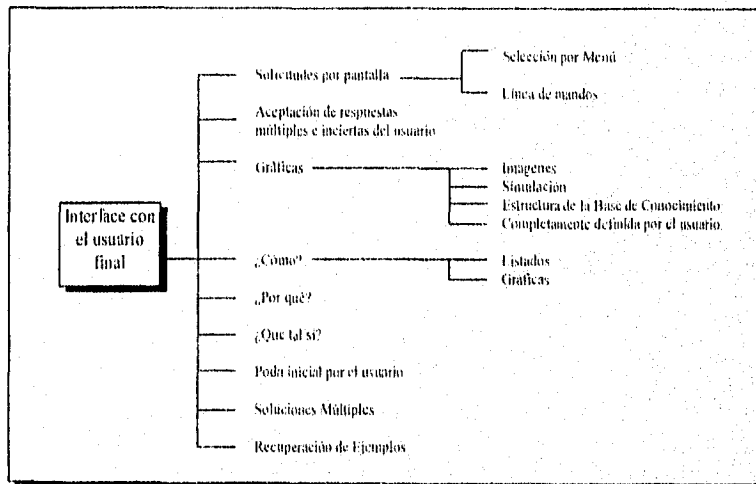 Interface con
el usuario
final
Solicitudes por pantalla
Selección por Menú
Línea de mandos
Aceptación de respuestas
múltiples e inciertas del usuario
Gráficas
Imagenes
Simulación
Estructura de la Base de Conocimiento
Completamente definida por el usuario.
¿Cómo?
Listados
Gráficas
¿Por qué?
¿Que tal si?
Poda inicial por el usuario
Soluciones Múltiples
Recuperación de Ejemplos